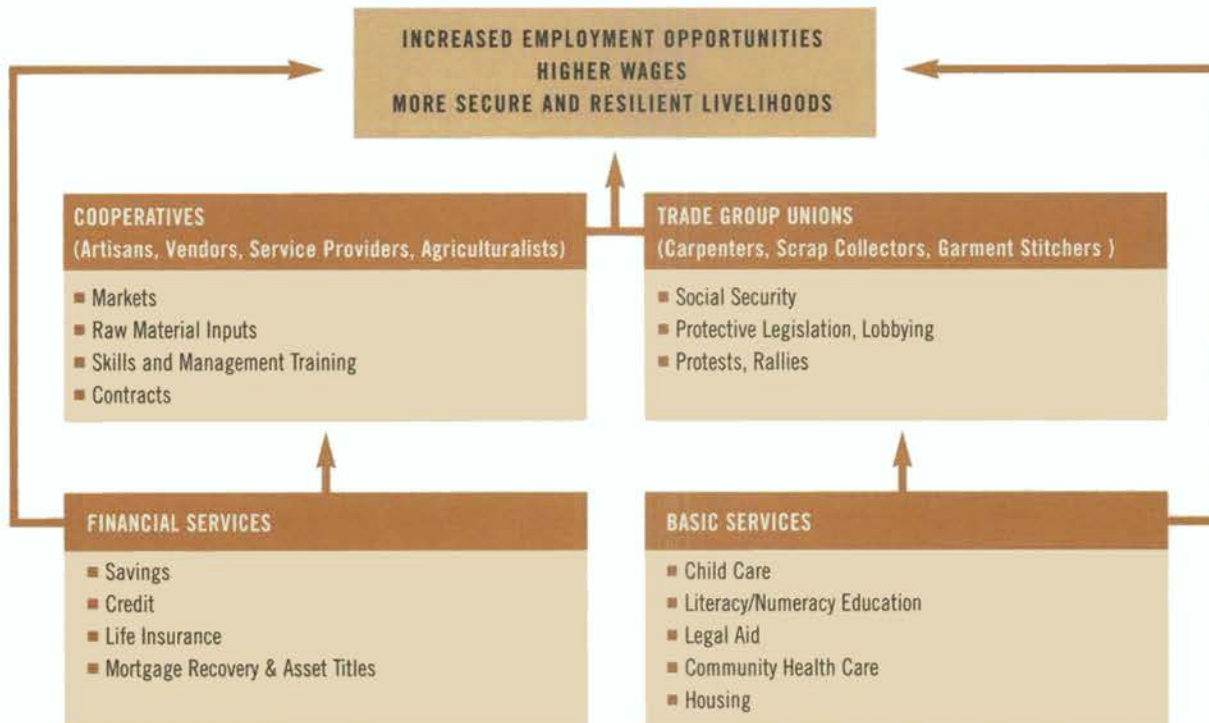 INCREASED EMPLOYMENT OPPORTUNITIES
HIGHER WAGES
MORE SECURE AND RESILIENT LIVELIHOODS
COOPERATIVES
(Artisans, Vendors, Service Providers, Agriculturalists)
■ Markets
■ Raw Material Inputs
■ Skills and Management Training
■ Contracts
TRADE GROUP UNIONS
(Carpenters, Scrap Collectors, Garment Stitchers )
■ Social Security
■ Protective Legislation, Lobbying
■ Protests, Rallies
FINANCIAL SERVICES
■ Savings
■ Credit
■ Life Insurance
■ Mortgage Recovery & Asset Titles
BASIC SERVICES
■ Child Care
■ Literacy/Numeracy Education
■ Legal Aid
■ Community Health Care
■ Housing